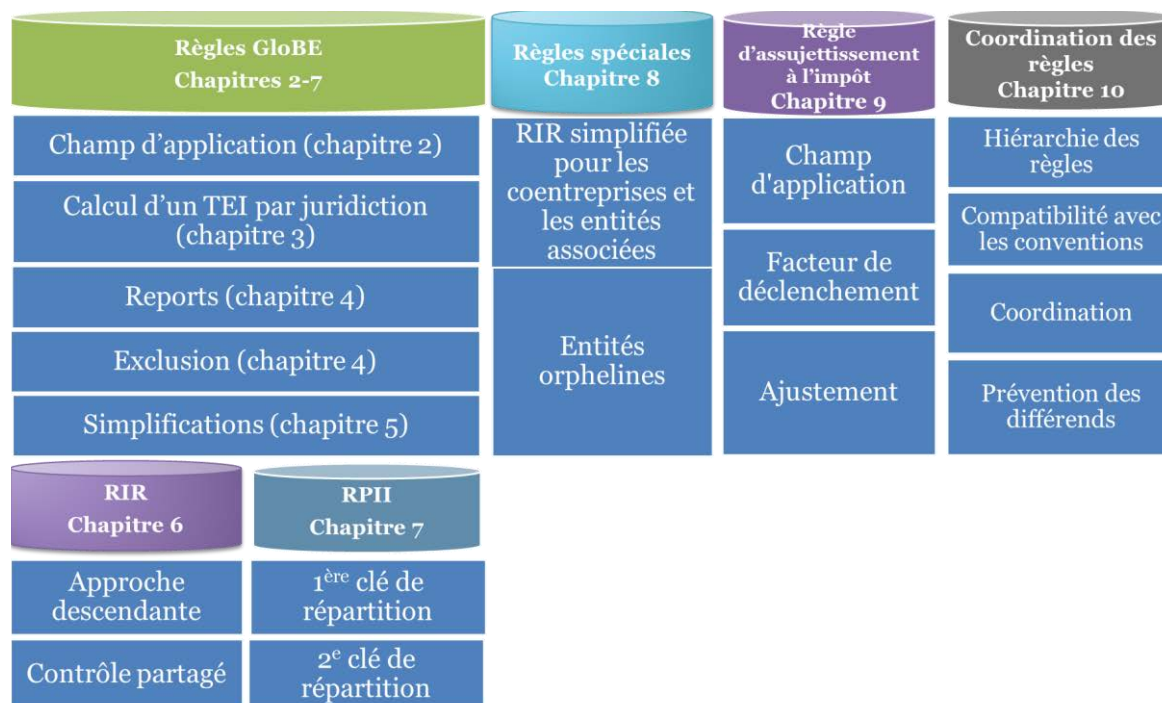 Règles GloBE
Chapitres 2-7
Champ d’application (chapitre 2)
Calcul d’un TEI par juridiction
(chapitre 3)
Reports (chapitre 4)
Exclusion (chapitre 4)
Simplifications (chapitre 5)
RIR
Chapitre 6
Approche
descendante
Contrôle partagé
RPII
Chapitre 7
1ère clé de
répartition
2e clé de
répartition
Règles spéciales
Chapitre 8
RIR simplifiée
pour les
coentreprises et
les entités
associées
Entités
orphelines
Règle
d’assujettissement
à l’impôt
Chapitre 9
Champ
d'application
Facteur de
déclenchement
Ajustement
Coordination des
règles
Chapitre 10
Hiérarchie des
règles
Compatibilité avec
les conventions
Coordination
Prévention des
différends